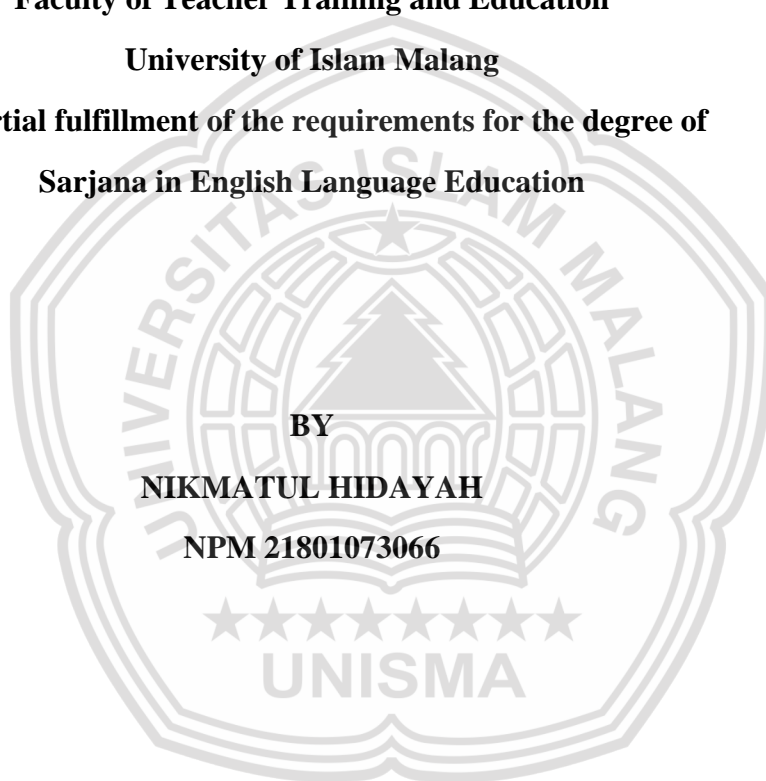 Faculty of Teacher Training and Education
University of Islam Malang
rtial fulfillment of the requirements for the degree of
Sarjana in English Language Education
UNIVERSITAS ISLAM MALANG
BY
NIKMATUL HIDAYAH
NPM 21801073066
UNISMA